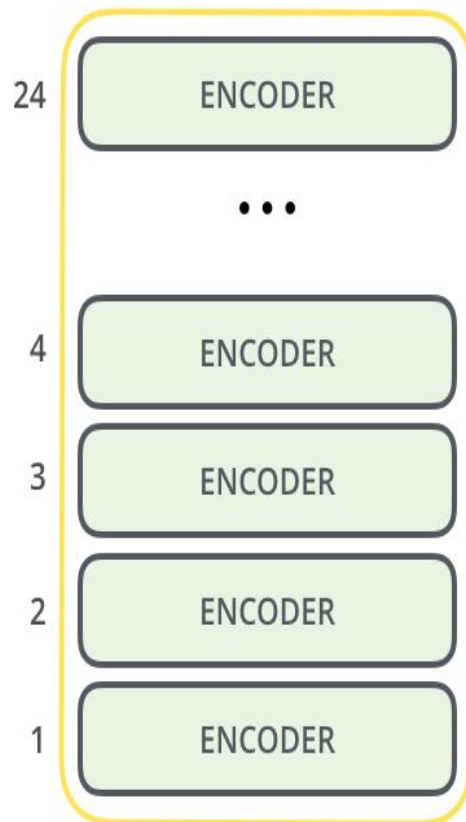 24 ENCODER
...
4 ENCODER
3 ENCODER
2 ENCODER
1 ENCODER